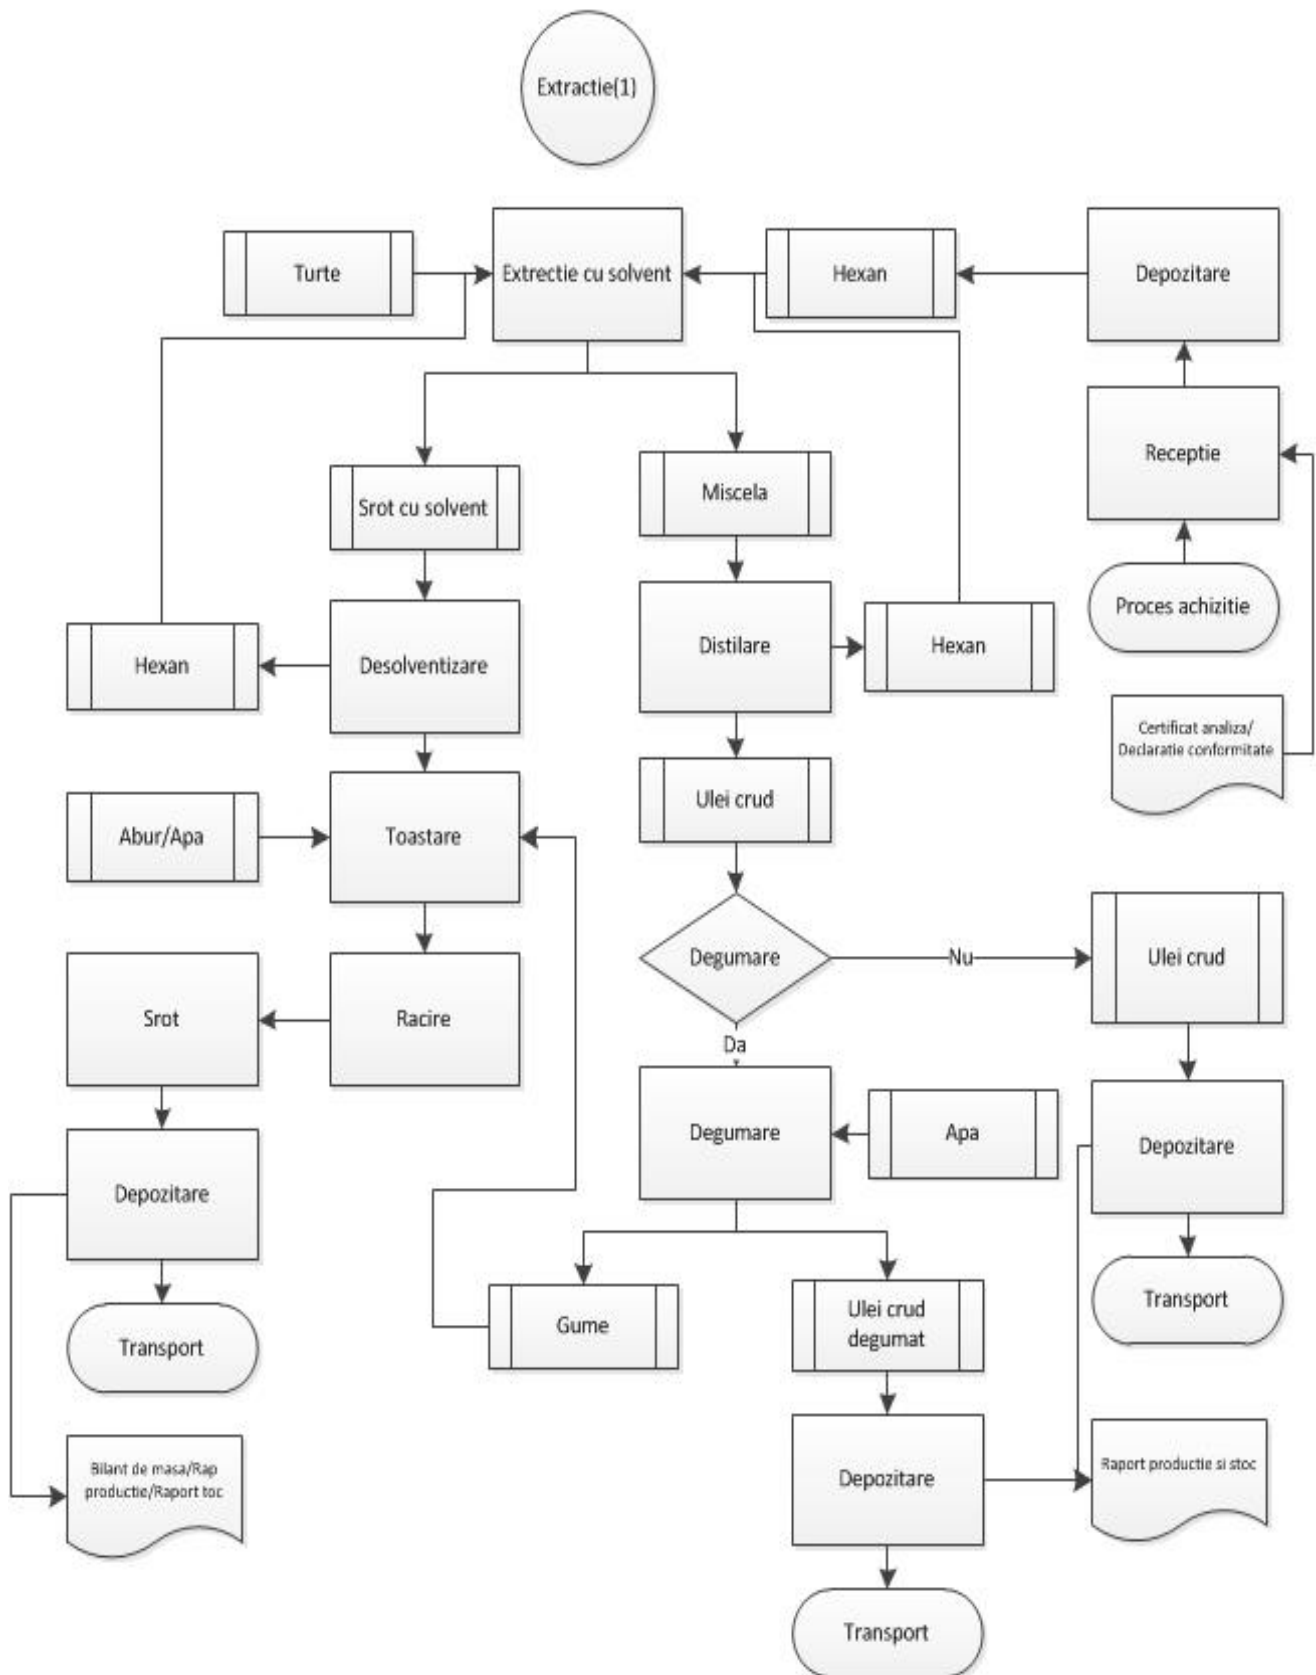 Extractie(1)
Turte
Extrectie cu solvent
Hexan
Depozitare
Receptie
Srot cu solvent
Miscela
Proces achizitie
Hexan
Desolventizare
Distilare
Hexan
Certificat analiza/
Declaratie conformitate
Ulei crud
Abur/Apa
Toastare
Degumare
Nu
Ulei crud
Srot
Racire
Da
Degumare
Apa
Depozitare
Depozitare
Transport
Gume
Ulei crud
degumat
Transport
Transport
Bilant de masa/Rap
productie/Raport toc
Depozitare
Raport productie si stoc
Transport